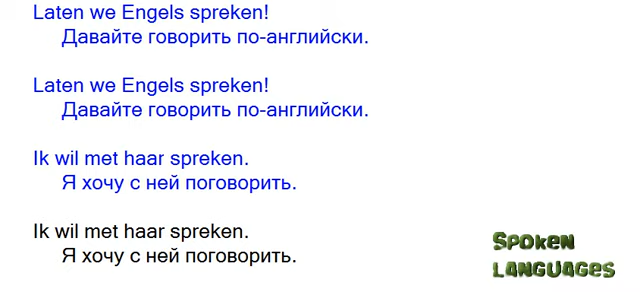 Laten we Engels spreken!
Давайте говорить по-английски.
Laten we Engels spreken!
Давайте говорить по-английски.
Ik wil met haar spreken.
Я хочу с ней поговорить.
Ik wil met haar spreken.
Я хочу с ней поговорить.
Spoken
Languages